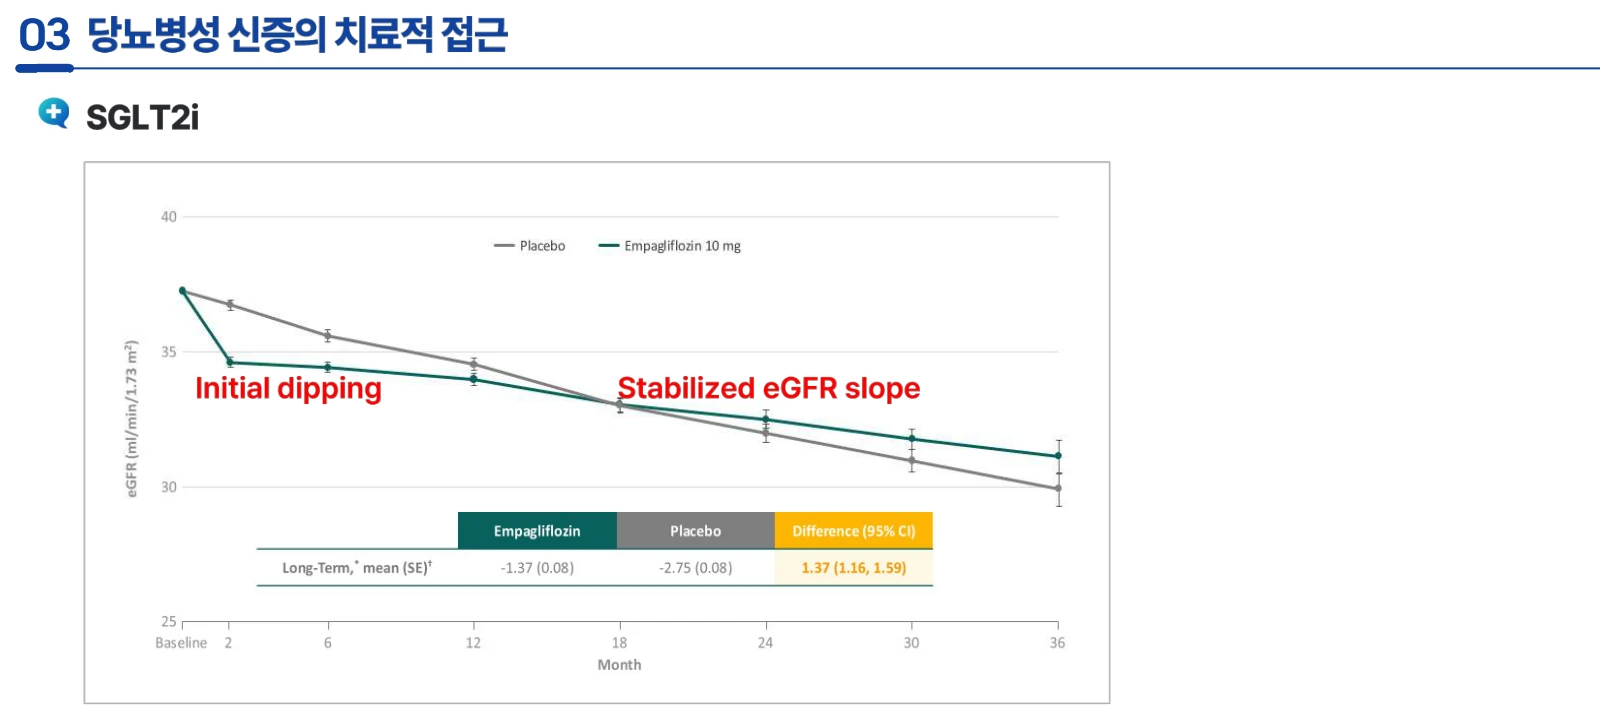 03 당뇨병성 신증의 치료적 접근
SGLT2i
40
Placebo
Empagliflozin 10 mg
35
Initial dipping
Stabilized eGFR slope
eGFR (ml/min/1.73 m²)
30
Empagliflozin Placebo Difference (95% CI)
Long-Term,* mean (SE)† -1.37 (0.08) -2.75 (0.08) 1.37 (1.16, 1.59)
25
Baseline 2 6 12 18 24 30 36
Month